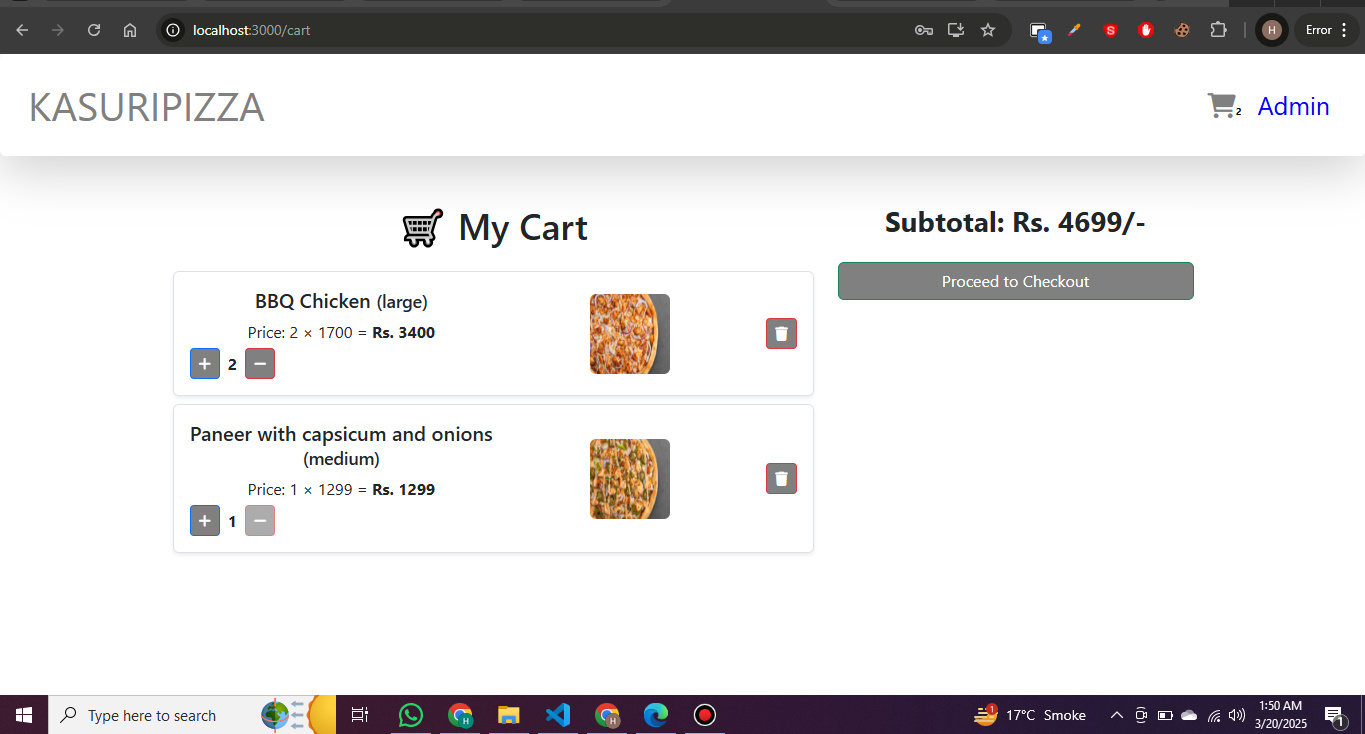 localhost:3000/cart
S
H
Error
KASURIPIZZA
2
Admin
My Cart
Subtotal: Rs. 4699/-
Proceed to Checkout
BBQ Chicken (large)
Price: 2 × 1700 = Rs. 3400
+ 2 −
Paneer with capsicum and onions
(medium)
Price: 1 × 1299 = Rs. 1299
+ 1 −
Type here to search
H
H
1
17°C Smoke
1:50 AM
3/20/2025
1